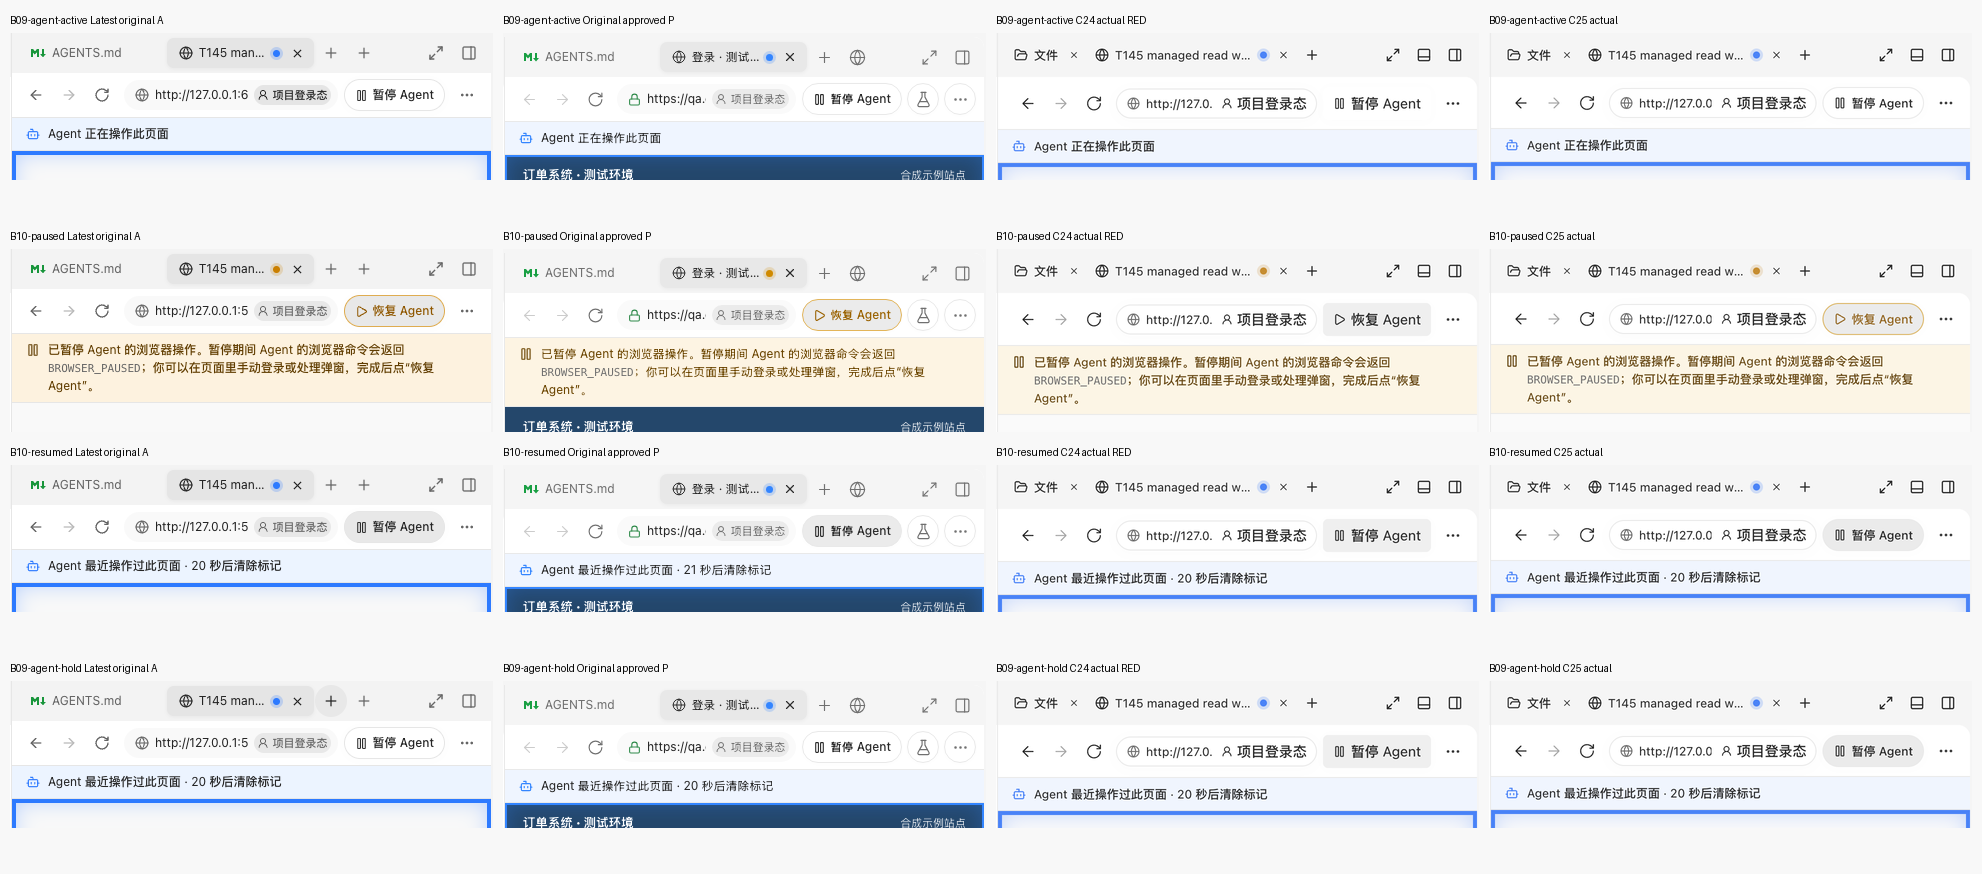 B09-agent-active Latest original A
B09-agent-active Original approved P
B09-agent-active C24 actual RED
B09-agent-active C25 actual
M↓ AGENTS.md T145 man...
M↓ AGENTS.md 登录 · 测试...
文件 T145 managed read w...
文件 T145 managed read w...
http://127.0.0.1:6 项目登录态 暂停 Agent
https://qa. 项目登录态 暂停 Agent
http://127.0. 项目登录态 暂停 Agent
http://127.0.0 项目登录态 暂停 Agent
Agent 正在操作此页面
Agent 正在操作此页面
Agent 正在操作此页面
Agent 正在操作此页面
订单系统 · 测试环境 合成示例站点
B10-paused Latest original A
B10-paused Original approved P
B10-paused C24 actual RED
B10-paused C25 actual
M↓ AGENTS.md T145 man...
M↓ AGENTS.md 登录 · 测试...
文件 T145 managed read w...
文件 T145 managed read w...
http://127.0.0.1:5 项目登录态 恢复 Agent
https://qa. 项目登录态 恢复 Agent
http://127.0. 项目登录态 恢复 Agent
http://127.0.0 项目登录态 恢复 Agent
已暂停 Agent 的浏览器操作。暂停期间 Agent 的浏览器命令会返回
BROWSER_PAUSED；你可以在页面里手动登录或处理弹窗，完成后点“恢复
Agent”。
已暂停 Agent 的浏览器操作。暂停期间 Agent 的浏览器命令会返回
BROWSER_PAUSED；你可以在页面里手动登录或处理弹窗，完成后点“恢复
Agent”。
已暂停 Agent 的浏览器操作。暂停期间 Agent 的浏览器命令会返回
BROWSER_PAUSED；你可以在页面里手动登录或处理弹窗，完成后点“恢复
Agent”。
已暂停 Agent 的浏览器操作。暂停期间 Agent 的浏览器命令会返回
BROWSER_PAUSED；你可以在页面里手动登录或处理弹窗，完成后点“恢复
Agent”。
订单系统 · 测试环境 合成示例站点
B10-resumed Latest original A
B10-resumed Original approved P
B10-resumed C24 actual RED
B10-resumed C25 actual
M↓ AGENTS.md T145 man...
M↓ AGENTS.md 登录 · 测试...
文件 T145 managed read w...
文件 T145 managed read w...
http://127.0.0.1:5 项目登录态 暂停 Agent
https://qa. 项目登录态 暂停 Agent
http://127.0. 项目登录态 暂停 Agent
http://127.0.0 项目登录态 暂停 Agent
Agent 最近操作过此页面 · 20 秒后清除标记
Agent 最近操作过此页面 · 21 秒后清除标记
Agent 最近操作过此页面 · 20 秒后清除标记
Agent 最近操作过此页面 · 20 秒后清除标记
订单系统 · 测试环境 合成示例站点
B09-agent-hold Latest original A
B09-agent-hold Original approved P
B09-agent-hold C24 actual RED
B09-agent-hold C25 actual
M↓ AGENTS.md T145 man...
M↓ AGENTS.md 登录 · 测试...
文件 T145 managed read w...
文件 T145 managed read w...
http://127.0.0.1:5 项目登录态 暂停 Agent
https://qa. 项目登录态 暂停 Agent
http://127.0. 项目登录态 暂停 Agent
http://127.0.0 项目登录态 暂停 Agent
Agent 最近操作过此页面 · 20 秒后清除标记
Agent 最近操作过此页面 · 20 秒后清除标记
Agent 最近操作过此页面 · 20 秒后清除标记
Agent 最近操作过此页面 · 20 秒后清除标记
订单系统 · 测试环境 合成示例站点